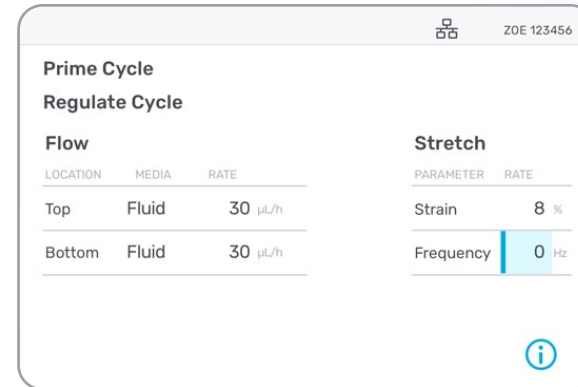 ZOE 123456
Prime Cycle
Regulate Cycle
Flow
LOCATION MEDIA RATE
Top Fluid 30 µL/h
Bottom Fluid 30 µL/h
Stretch
PARAMETER RATE
Strain 8 %
Frequency 0 Hz